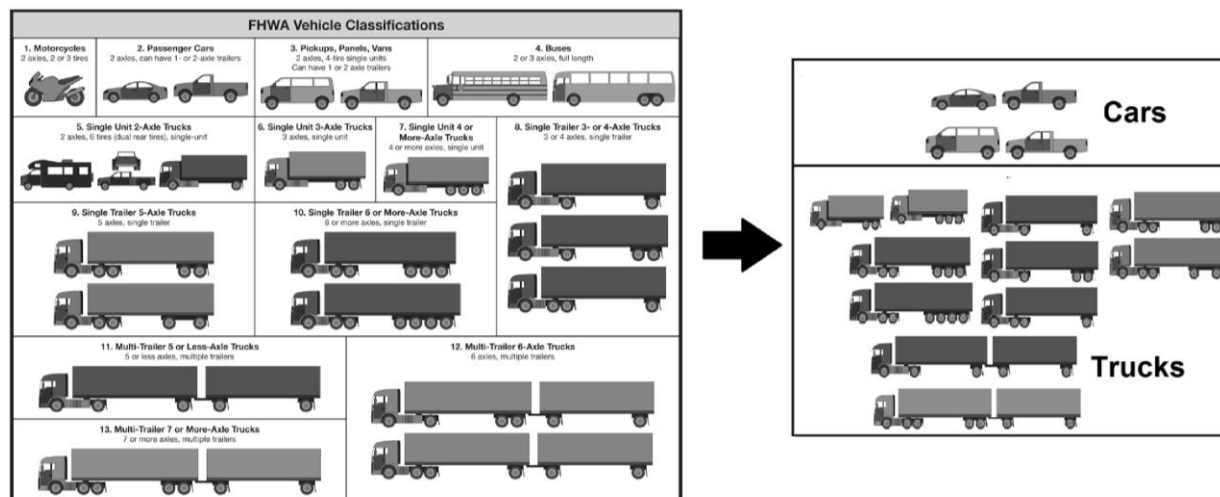 FHWA Vehicle Classifications
1. Motorcycles
2 axles, 2 or 3 tires
2. Passenger Cars
2 axles, can have 1- or 2-axle trailers
3. Pickups, Panels, Vans
2 axles, 4-tire single units
Can have 1 or 2 axle trailers
4. Buses
2 or 3 axles, full length
5. Single Unit 2-Axle Trucks
2 axles, 6 tires (dual rear tires), single-unit
6. Single Unit 3-Axle Trucks
3 axles, single unit
7. Single Unit 4 or
More-Axle Trucks
4 or more axles, single unit
8. Single Trailer 3- or 4-Axle Trucks
3 or 4 axles, single trailer
9. Single Trailer 5-Axle Trucks
5 axles, single trailer
10. Single Trailer 6 or More-Axle Trucks
6 or more axles, single trailer
11. Multi-Trailer 5 or Less-Axle Trucks
5 or less axles, multiple trailers
12. Multi-Trailer 6-Axle Trucks
6 axles, multiple trailers
13. Multi-Trailer 7 or More-Axle Trucks
7 or more axles, multiple trailers
Cars
Trucks